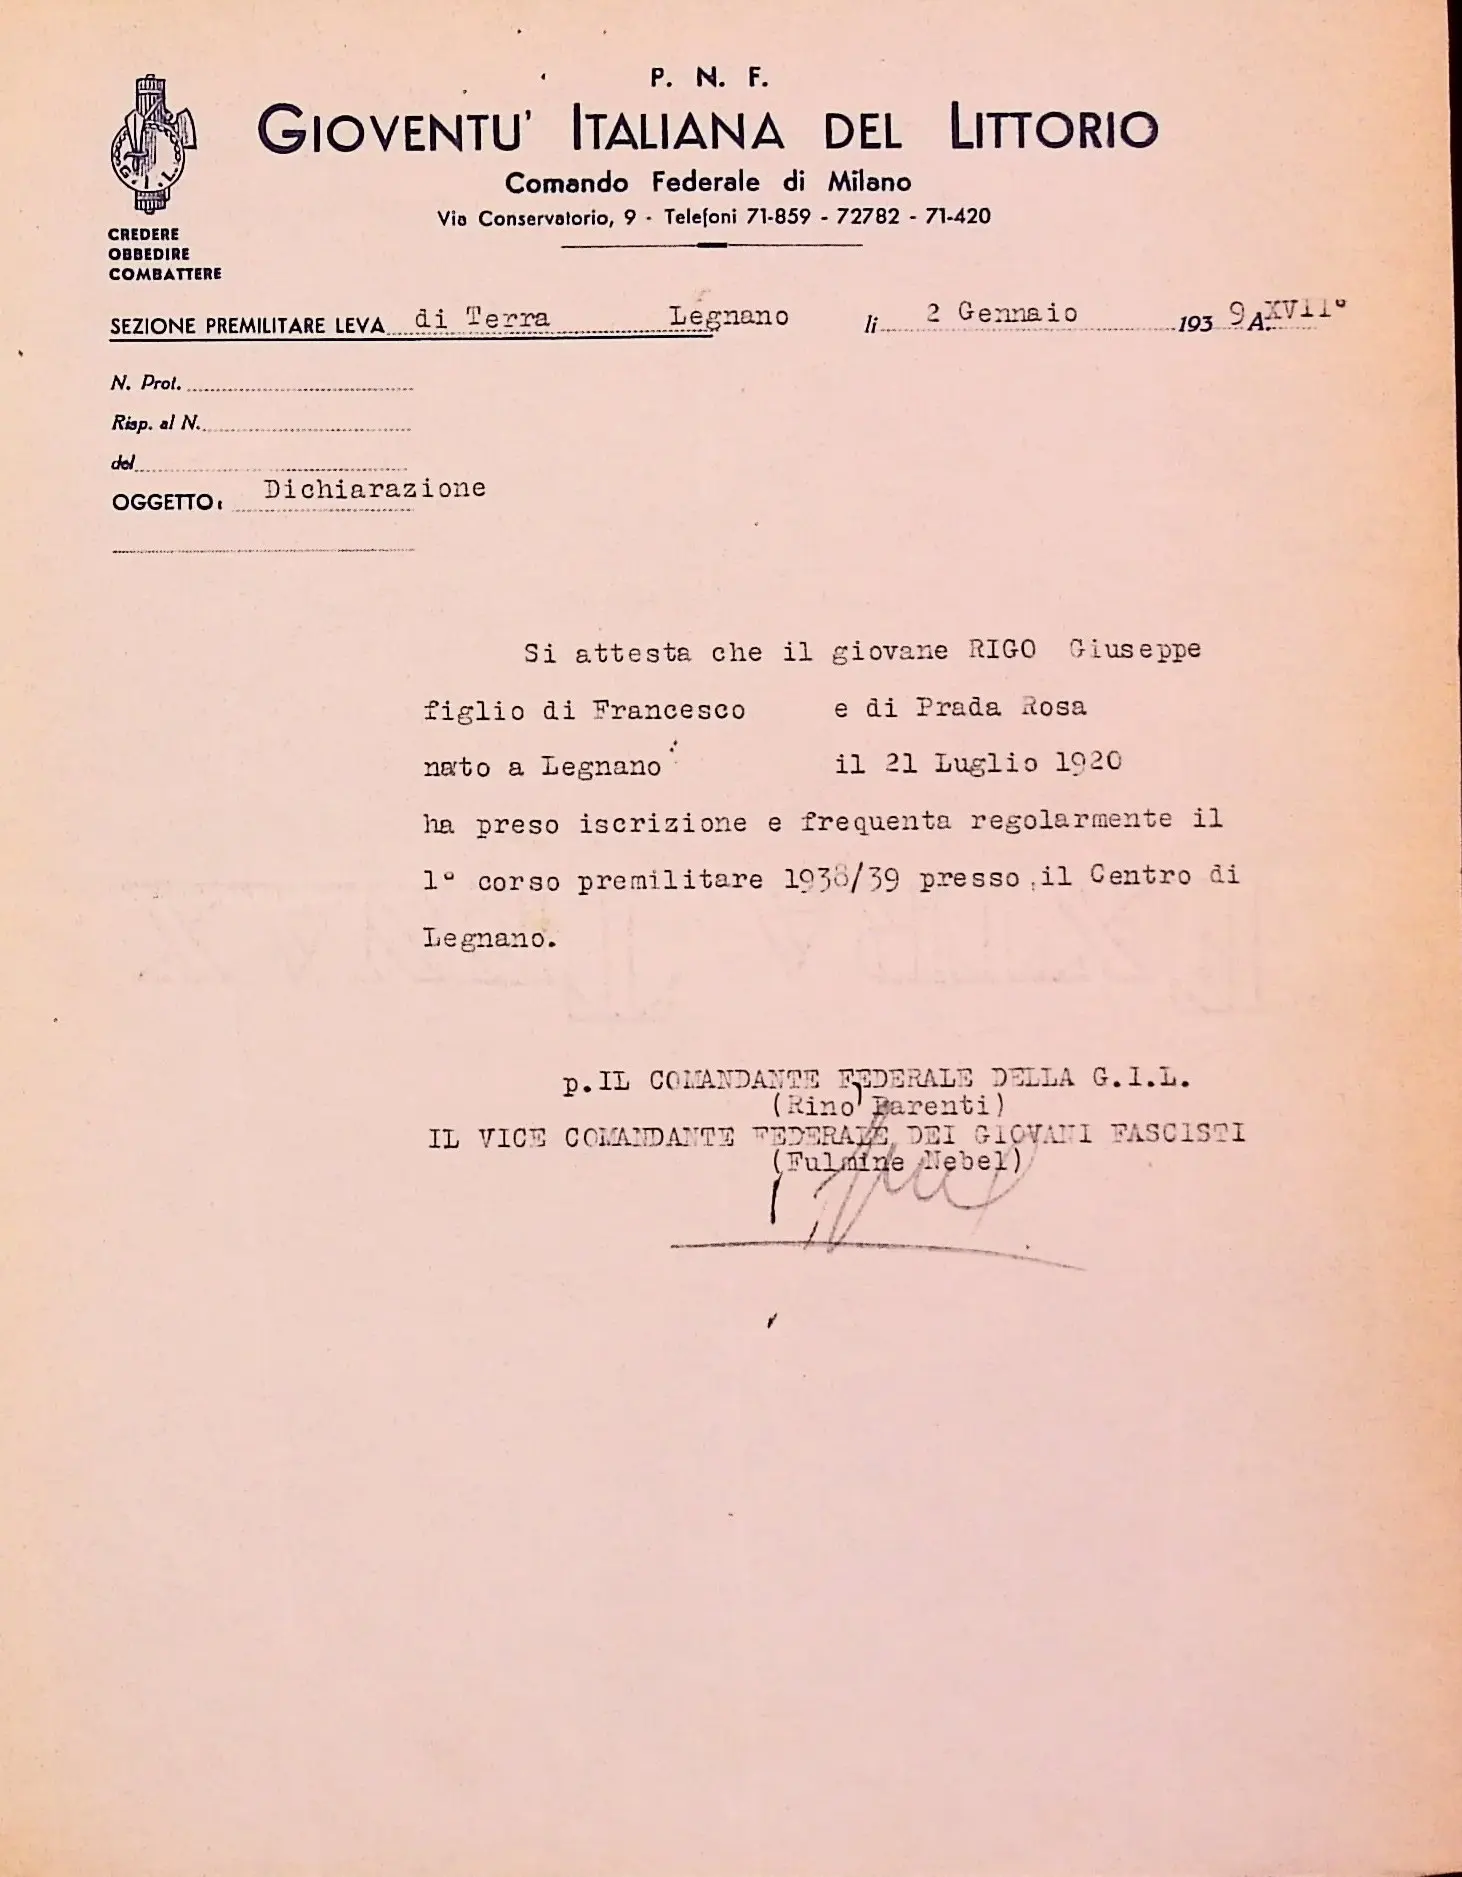 P. N. F.
GIOVENTU' ITALIANA DEL LITTORIO
Comando Federale di Milano
Via Conservatorio, 9 - Telefoni 71-859 - 72782 - 71-420
G. I. L.
CREDERE
OBBEDIRE
COMBATTERE
SEZIONE PREMILITARE LEVA di Terra Legnano li 2 Gennaio 1939 A. XVII°
N. Prot.
Risp. al N.
del
OGGETTO: Dichiarazione
Si attesta che il giovane RIGO Giuseppe
figlio di Francesco e di Prada Rosa
nato a Legnano il 21 Luglio 1920
ha preso iscrizione e frequenta regolarmente il
1° corso premilitare 1938/39 presso il Centro di
Legnano.
p.IL COMANDANTE FEDERALE DELLA G.I.L.
(Rino Parenti)
IL VICE COMANDANTE FEDERALE DEI GIOVANI FASCISTI
(Fulmine Nebel)